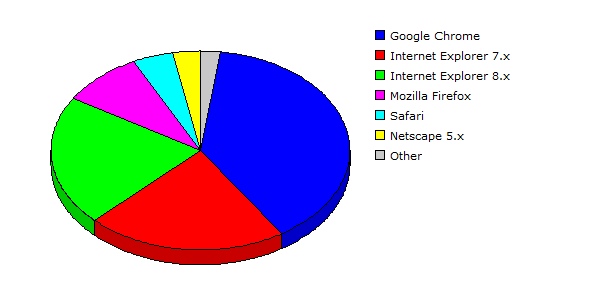 Google Chrome
Internet Explorer 7.x
Internet Explorer 8.x
Mozilla Firefox
Safari
Netscape 5.x
Other